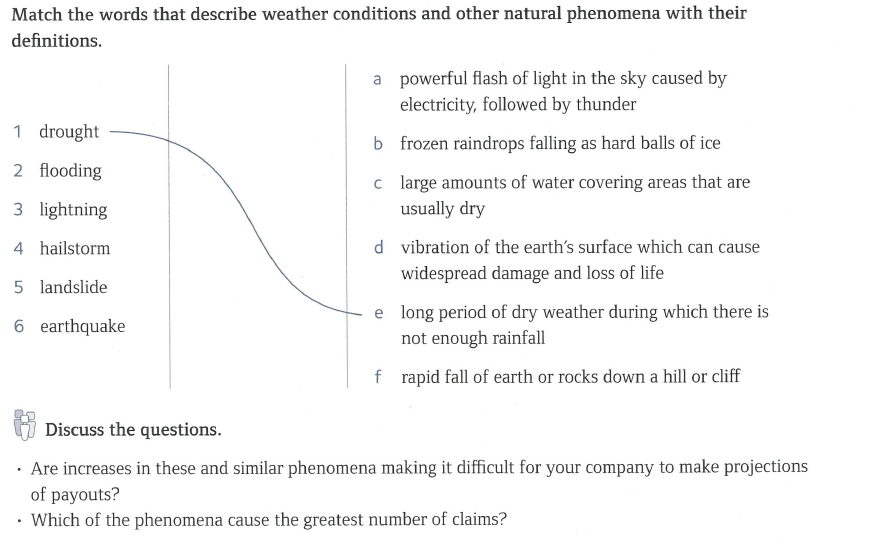 Match the words that describe weather conditions and other natural phenomena with their
definitions.
1 drought
2 flooding
3 lightning
4 hailstorm
5 landslide
6 earthquake
a powerful flash of light in the sky caused by
electricity, followed by thunder
b frozen raindrops falling as hard balls of ice
c large amounts of water covering areas that are
usually dry
d vibration of the earth's surface which can cause
widespread damage and loss of life
e long period of dry weather during which there is
not enough rainfall
f rapid fall of earth or rocks down a hill or cliff
Discuss the questions.
· Are increases in these and similar phenomena making it difficult for your company to make projections
of payouts?
· Which of the phenomena cause the greatest number of claims?